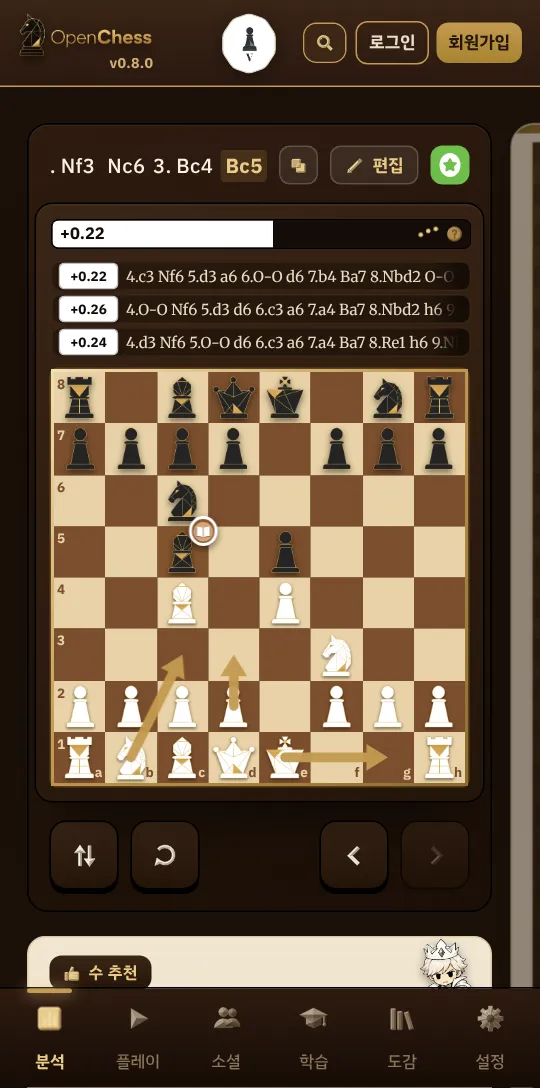 OpenChess
v0.8.0
V
로그인
회원가입
. Nf3 Nc6 3. Bc4 Bc5
편집
+0.22
?
+0.22 4.c3 Nf6 5.d3 a6 6.O-O d6 7.b4 Ba7 8.Nbd2 O-O
+0.26 4.O-O Nf6 5.d3 d6 6.c3 a6 7.a4 Ba7 8.Nbd2 h6 9
+0.24 4.d3 Nf6 5.O-O d6 6.c3 a6 7.a4 Ba7 8.Re1 h6 9.N
8
7
6
5
4
3
2
1
a b c d e f g h
수 추천
분석 플레이 소셜 학습 도감 설정